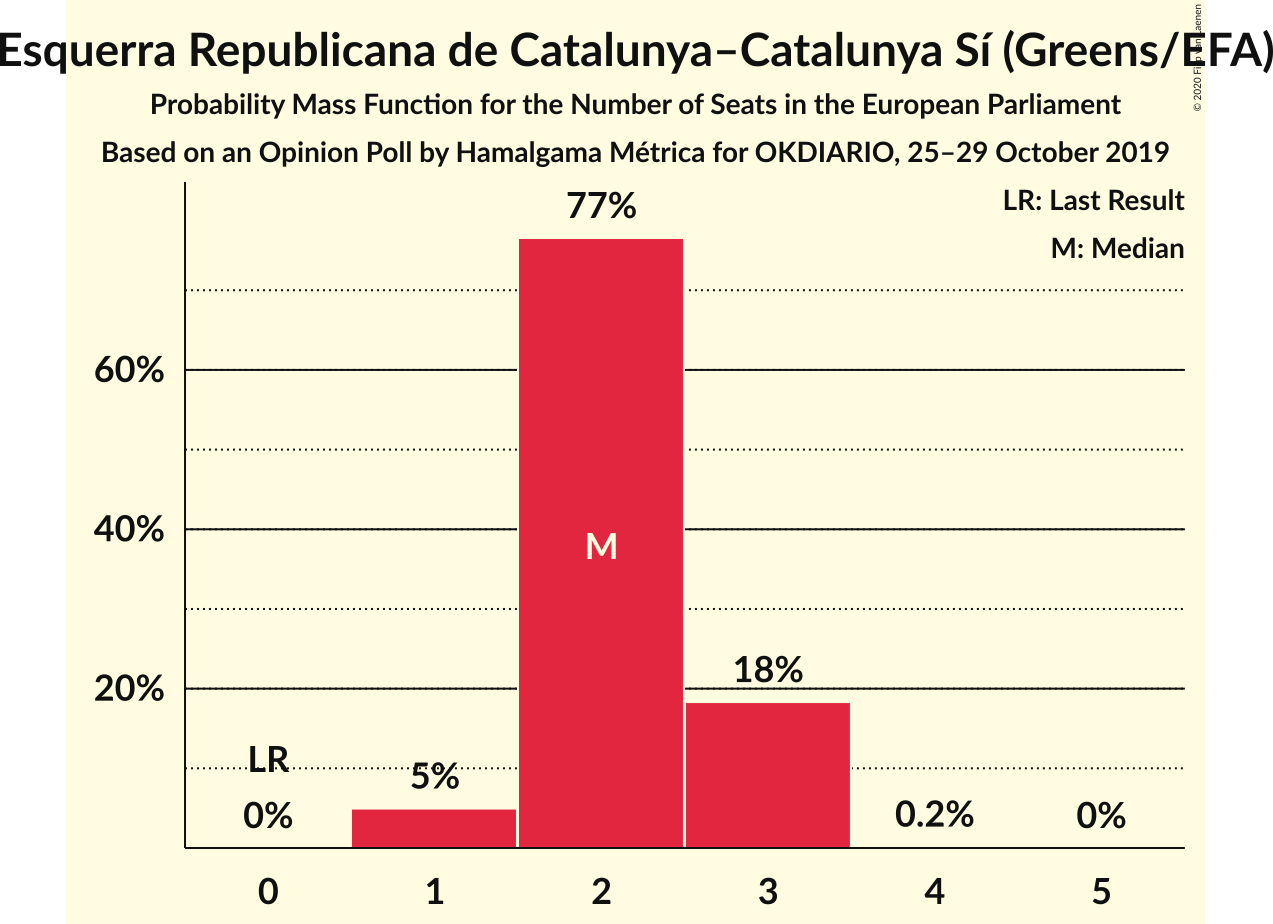 Esquerra Republicana de Catalunya–Catalunya Sí (Greens/EFA)
Probability Mass Function for the Number of Seats in the European Parliament
Based on an Opinion Poll by Hamalgama Métrica for OKDIARIO, 25–29 October 2019
LR: Last Result
M: Median
77%
60%
40%
M
20%
18%
LR
5%
0%
0.2%
0%
0 1 2 3 4 5
© 2020